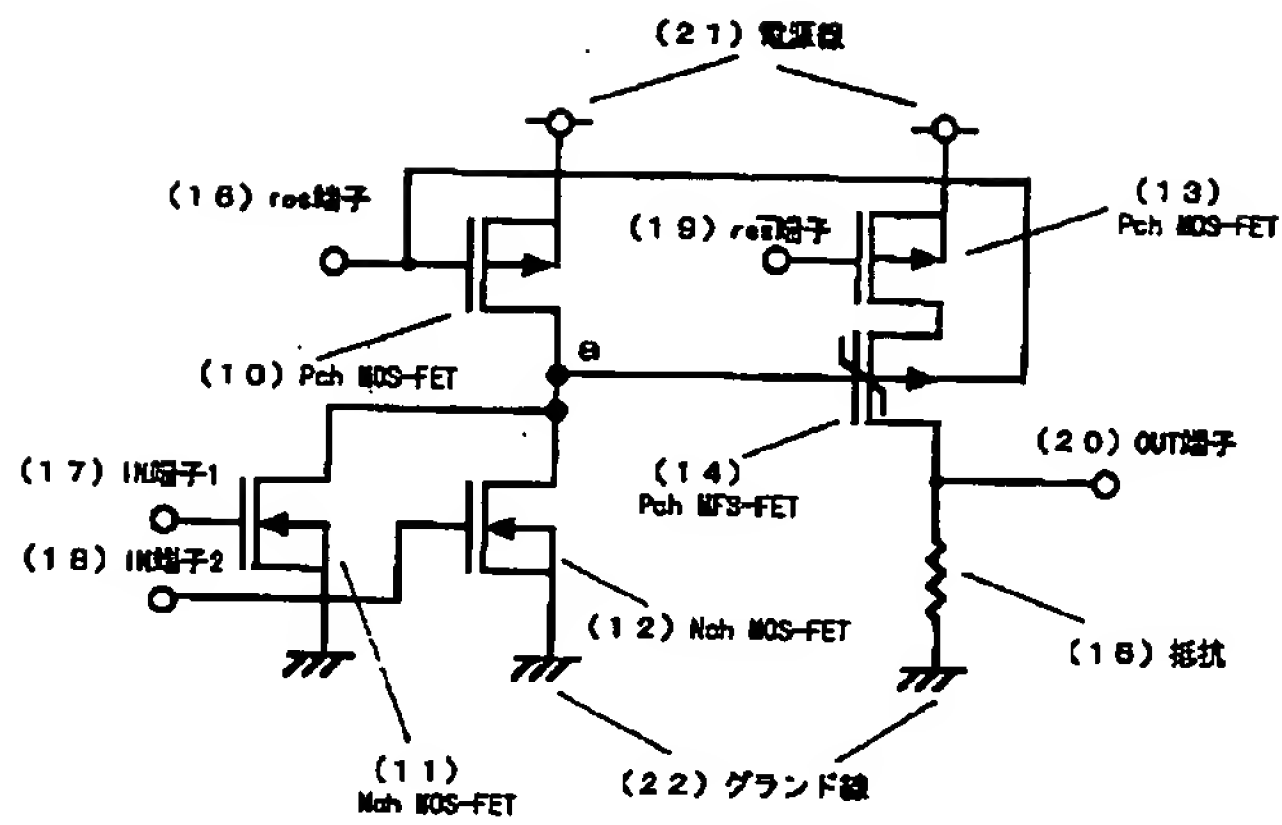 (21) 電源線
(16) res端子
(19) res端子
(13)
Pch MOS-FET
(10) Pch MOS-FET
a
(20) OUT端子
(17) IN端子1
(14)
Pch MFS-FET
(18) IN端子2
(12) Nch MOS-FET
(15) 抵抗
(11)
Nch MOS-FET
(22) グランド線